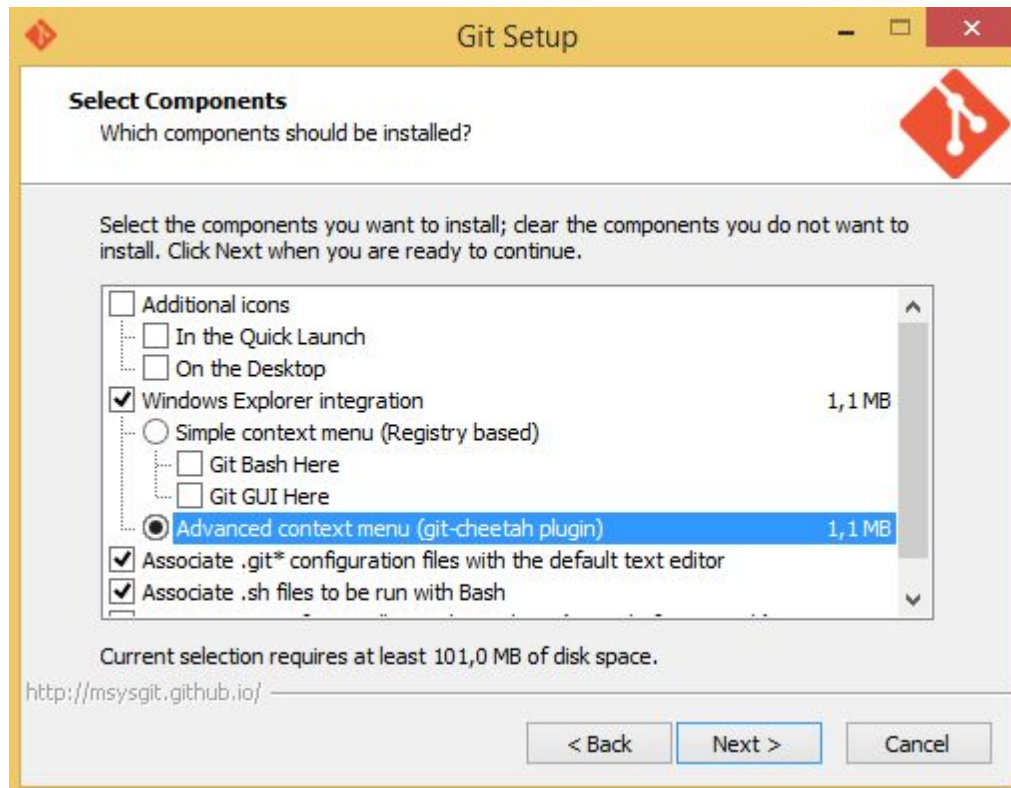 Git Setup
Select Components
Which components should be installed?
Select the components you want to install; clear the components you do not want to
install. Click Next when you are ready to continue.
Additional icons
In the Quick Launch
On the Desktop
Windows Explorer integration 1,1 MB
Simple context menu (Registry based)
Git Bash Here
Git GUI Here
Advanced context menu (git-cheetah plugin) 1,1 MB
Associate .git* configuration files with the default text editor
Associate .sh files to be run with Bash
Current selection requires at least 101,0 MB of disk space.
http://msysgit.github.io/
< Back Next > Cancel